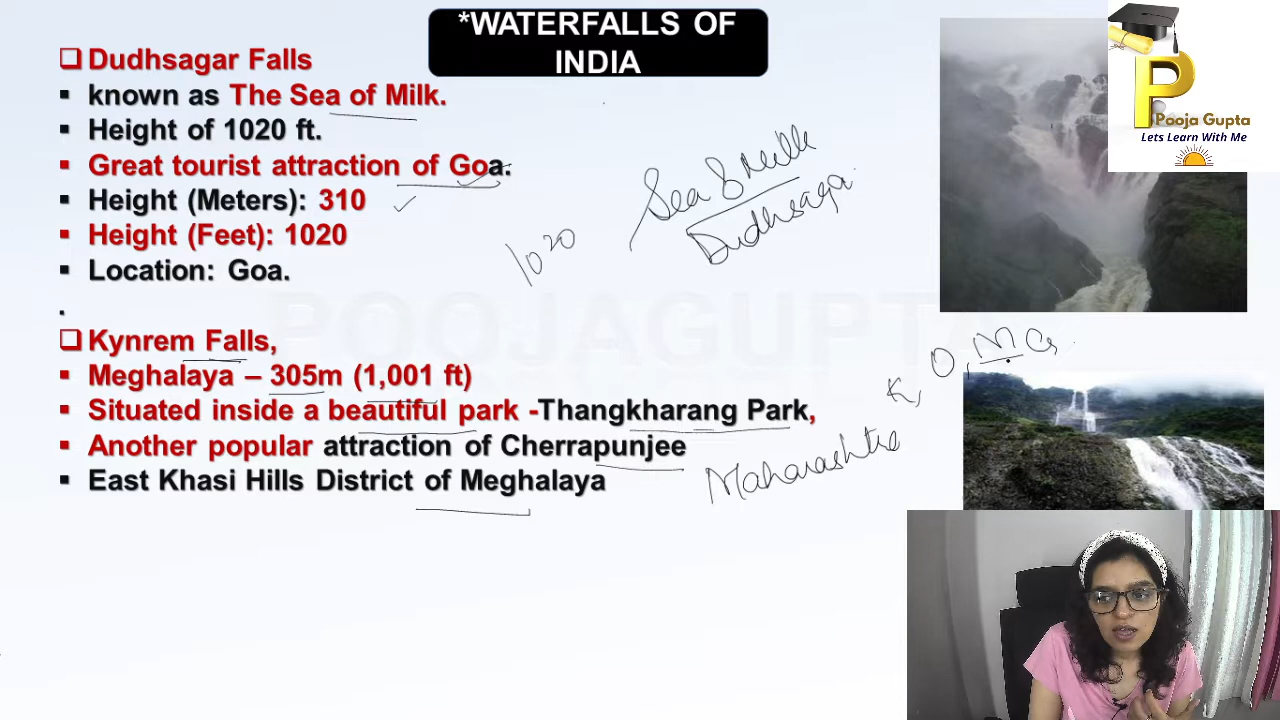 *WATERFALLS OF
INDIA
❑ Dudhsagar Falls
▪ known as The Sea of Milk.
▪ Height of 1020 ft.
▪ Great tourist attraction of Goa.
▪ Height (Meters): 310
▪ Height (Feet): 1020
▪ Location: Goa.
.
❑ Kynrem Falls,
▪ Meghalaya – 305m (1,001 ft)
▪ Situated inside a beautiful park -Thangkharang Park,
▪ Another popular attraction of Cherrapunjee
▪ East Khasi Hills District of Meghalaya
1020
Sea of Milk
Dudhsagar
K, O, M G
Maharashtra
P
Pooja Gupta
Lets Learn With Me
POOJAGUPTA